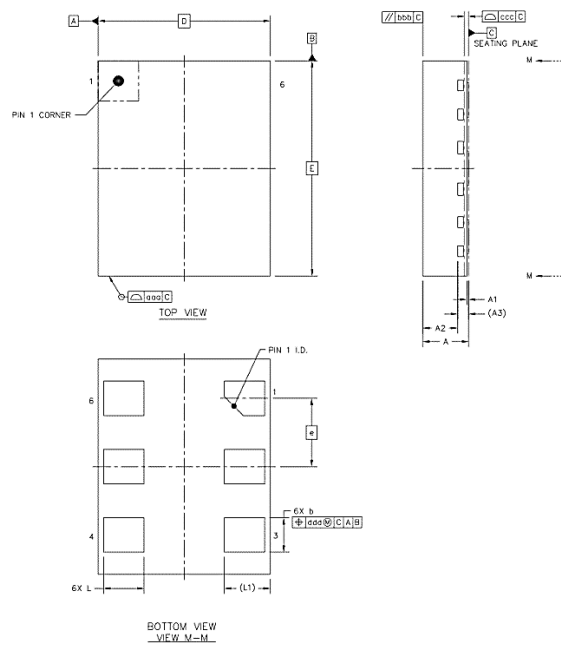 A
D
B
// bbb C
⌓ ccc C
C
SEATING PLANE
M
1
6
PIN 1 CORNER
E
M
⌓ aaa C
TOP VIEW
A1
(A3)
A2
A
PIN 1 I.D.
6
1
e
6X b
⌖ ddd Ⓜ C A B
4
3
6X L
(L1)
BOTTOM VIEW
VIEW M–M